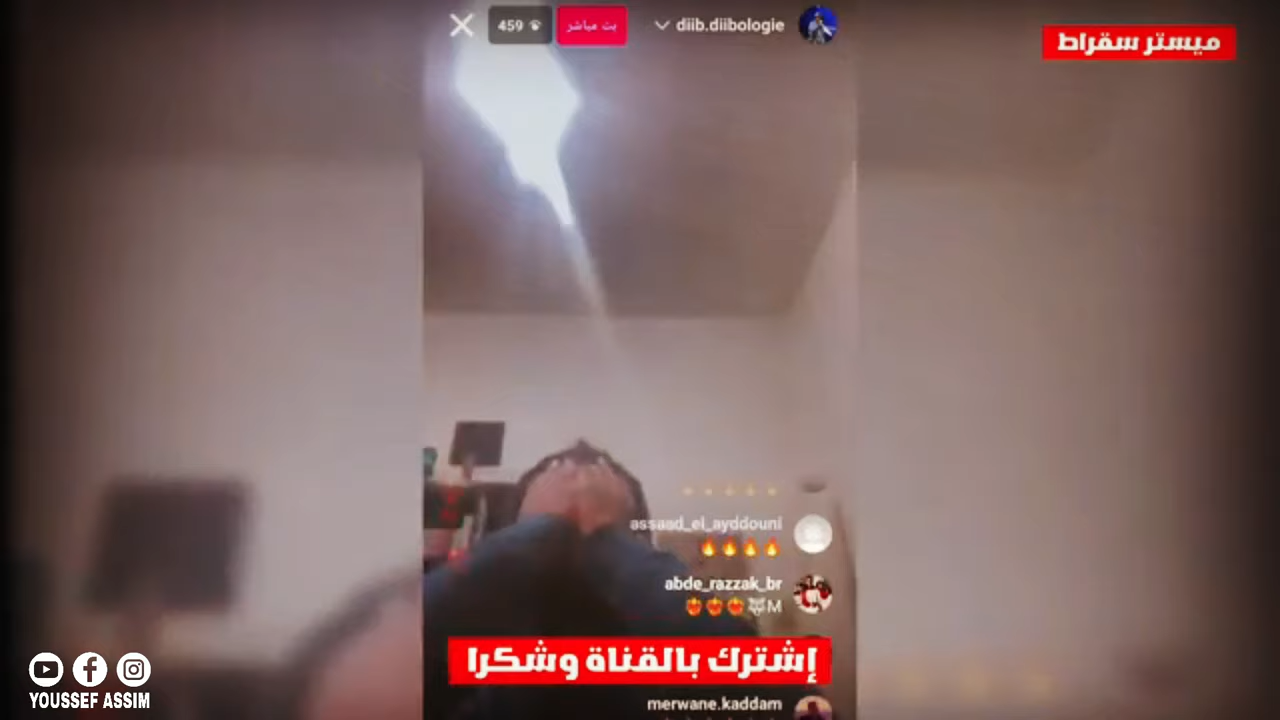 459
بث مباشر
diib.diibologie
ميستر سقراط
assaad_el_ayddouni
abde_razzak_br
M
إشترك بالقناة وشكرا
merwane.kaddam
YOUSSEF ASSIM